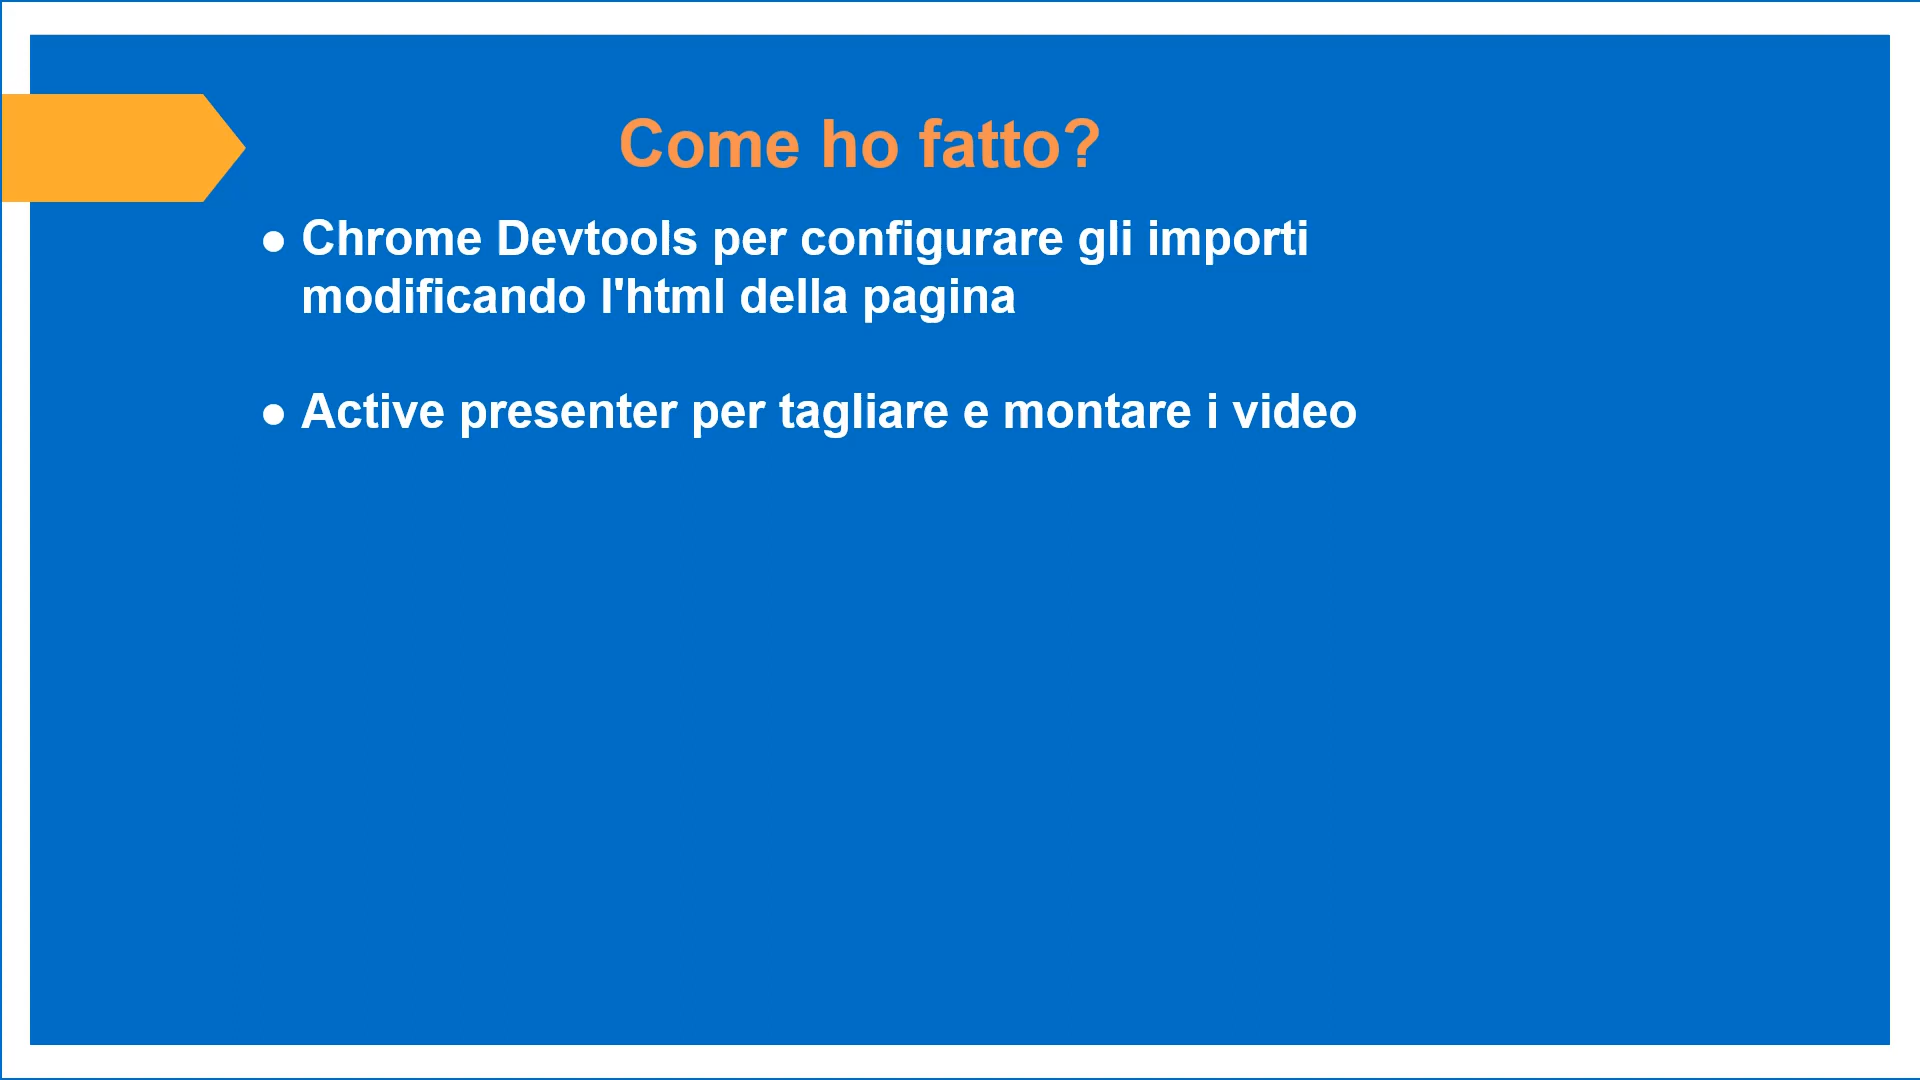 Come ho fatto?
● Chrome Devtools per configurare gli importi
modificando l'html della pagina
● Active presenter per tagliare e montare i video